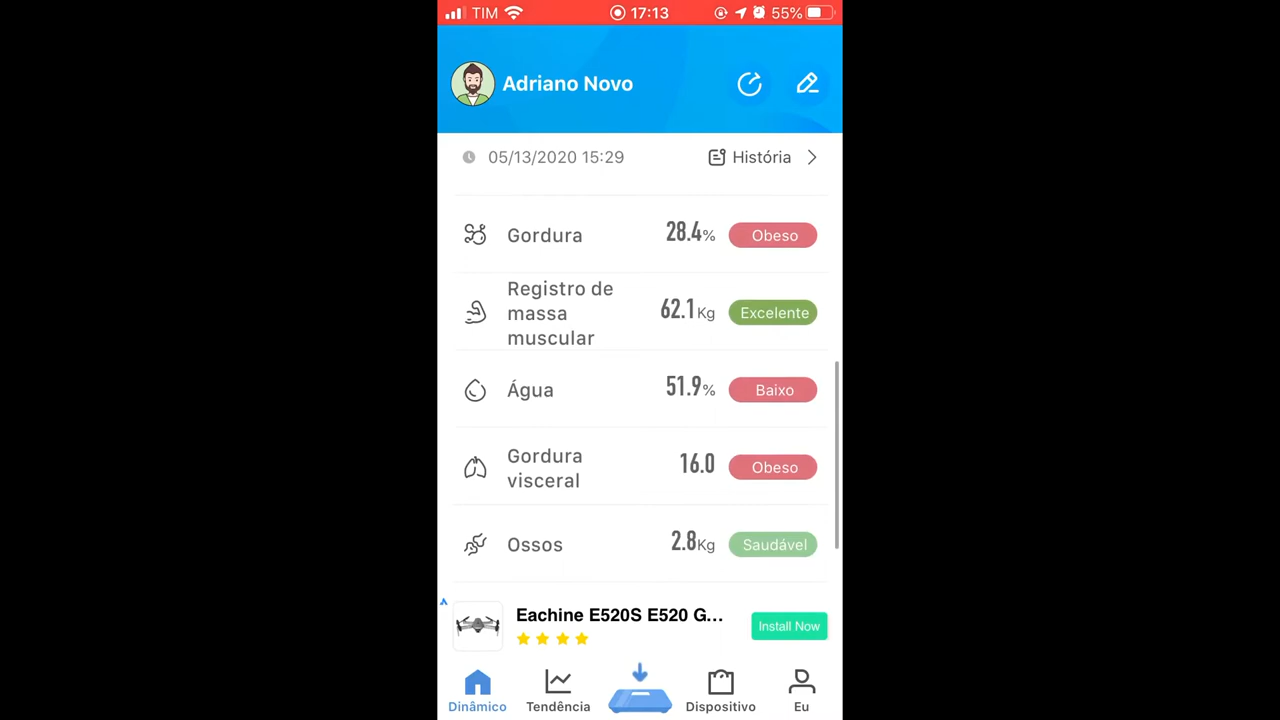 TIM 17:13 55%
Adriano Novo
05/13/2020 15:29 História
Gordura 28.4% Obeso
Registro de
massa
muscular
62.1Kg Excelente
Água 51.9% Baixo
Gordura
visceral
16.0 Obeso
Ossos 2.8Kg Saudável
Eachine E520S E520 G...
Install Now
Dinâmico Tendência Dispositivo Eu